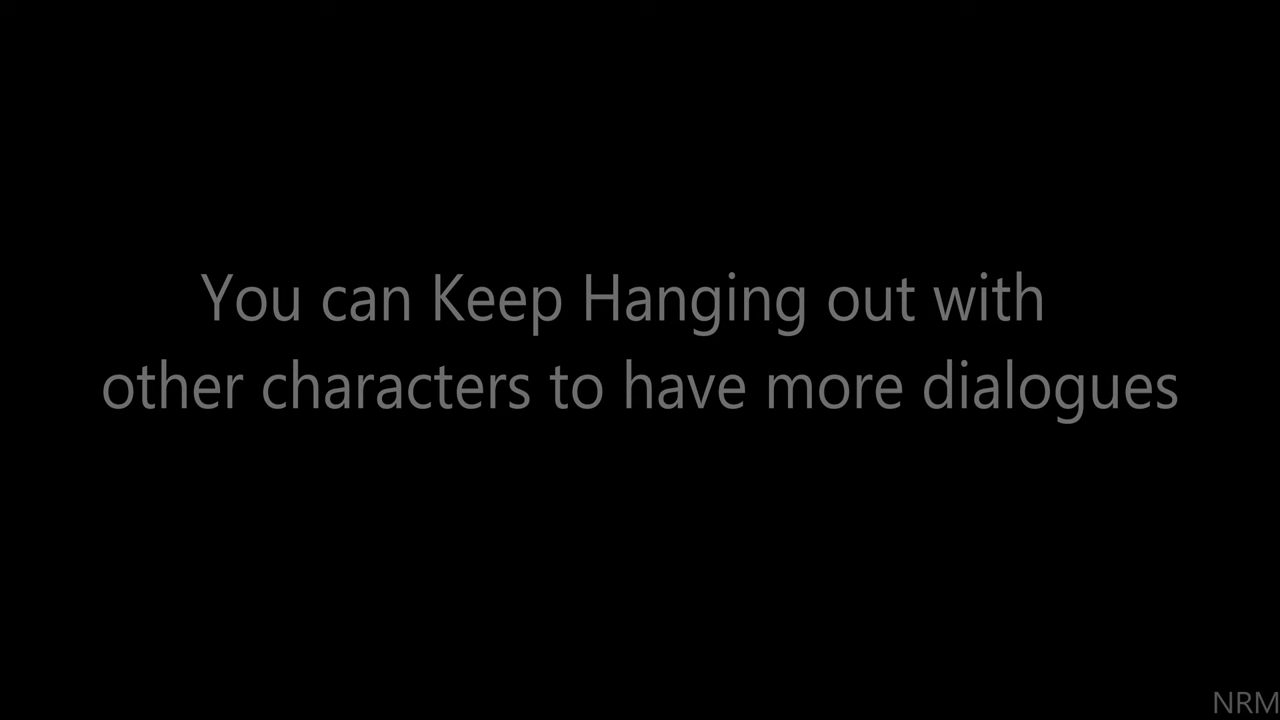 You can Keep Hanging out with
other characters to have more dialogues
NRM